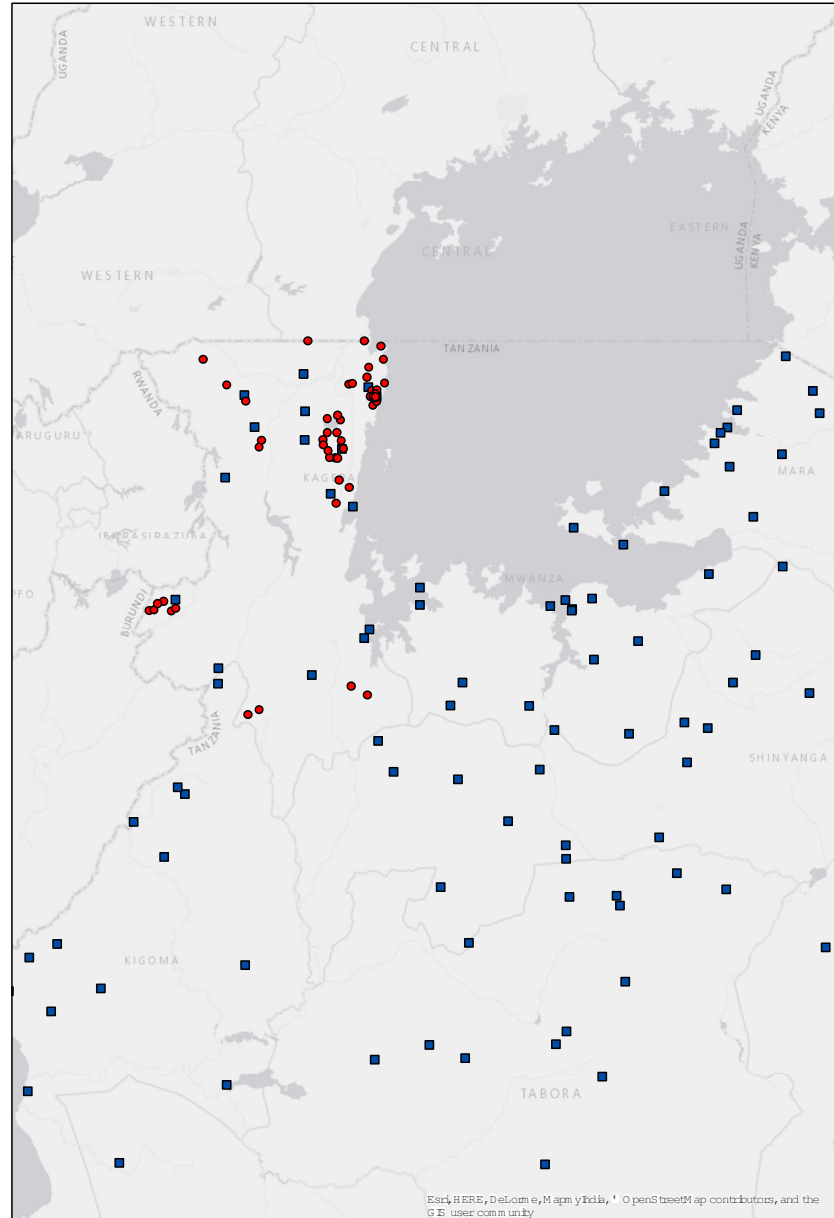 WESTERN
UGANDA
CENTRAL
UGANDA
KENYA
EASTERN
CENTRAL
UGANDA
KENYA
WESTERN
TANZANIA
RWANDA
ARUGURU
KAGERA
MARA
MWANZA
BURUNDI
TANZANIA
SHINYANGA
KIGOMA
TABORA
Esri, HERE, DeLorme, MapmyIndia, ' OpenStreetMap contributors, and the
GIS user community